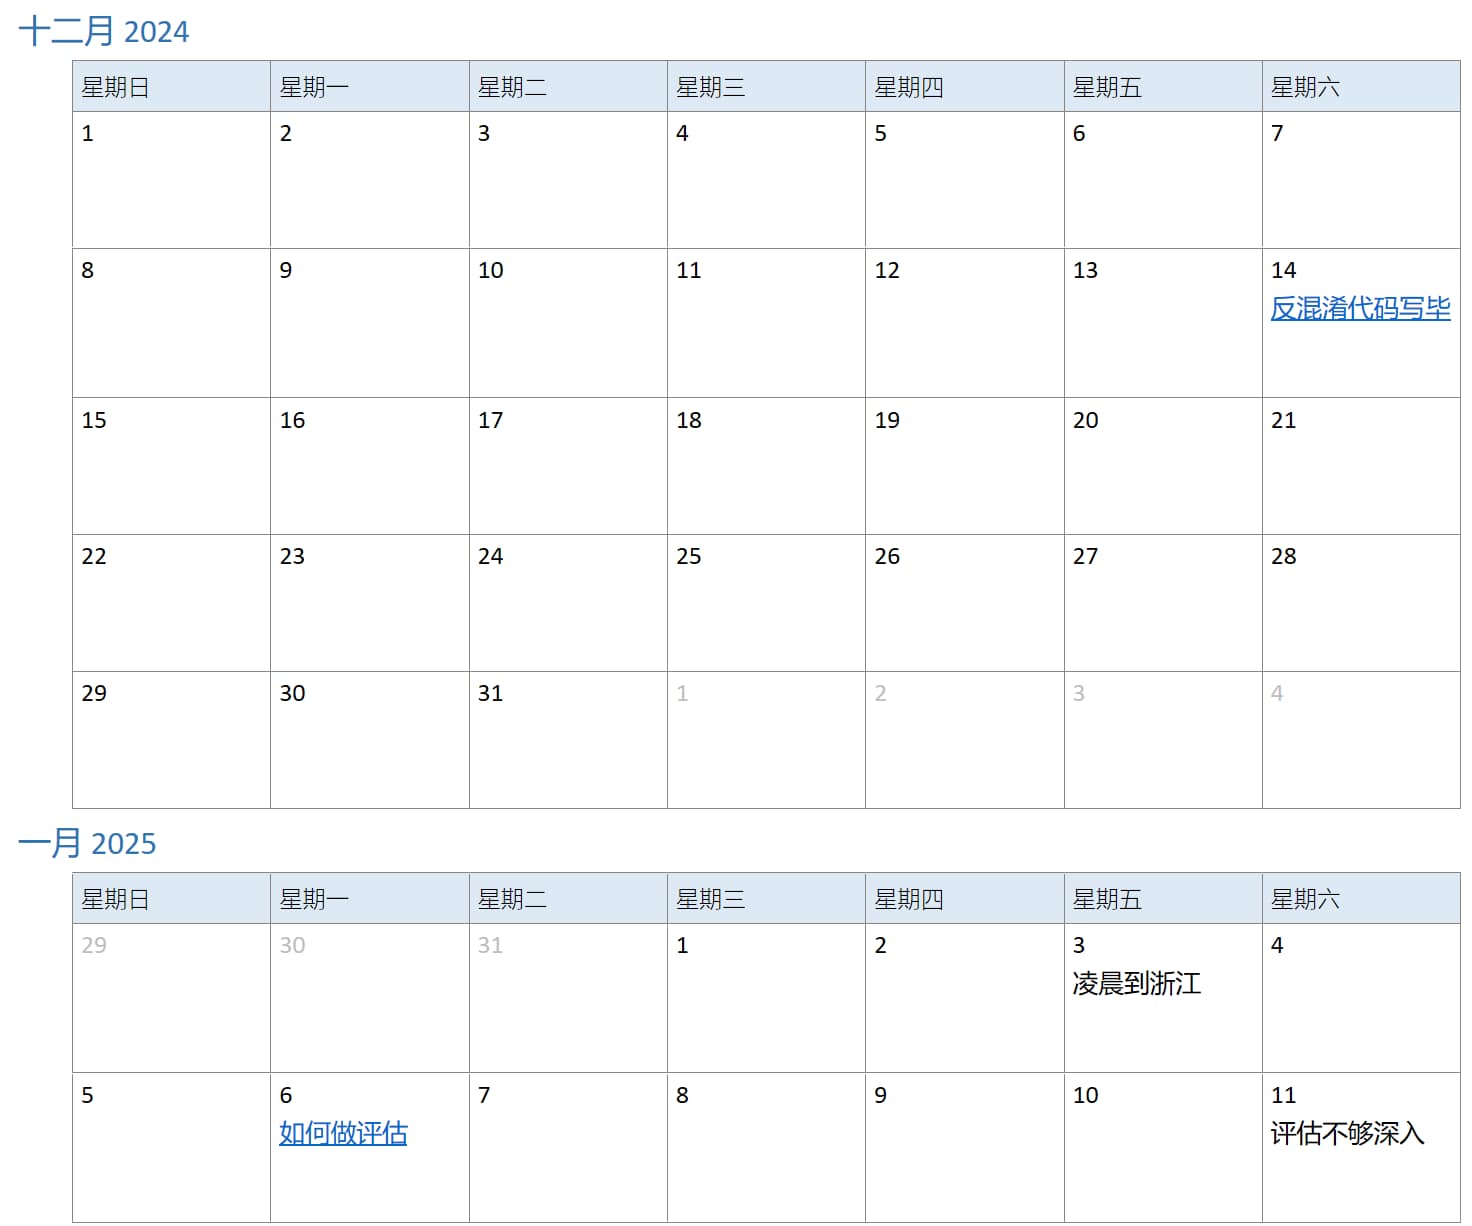 十二月 2024
星期日 星期一 星期二 星期三 星期四 星期五 星期六
1 2 3 4 5 6 7
8 9 10 11 12 13 14
反混淆代码写毕
15 16 17 18 19 20 21
22 23 24 25 26 27 28
29 30 31 1 2 3 4
一月 2025
星期日 星期一 星期二 星期三 星期四 星期五 星期六
29 30 31 1 2 3 4
凌晨到浙江
5 6 7 8 9 10 11
如何做评估 评估不够深入